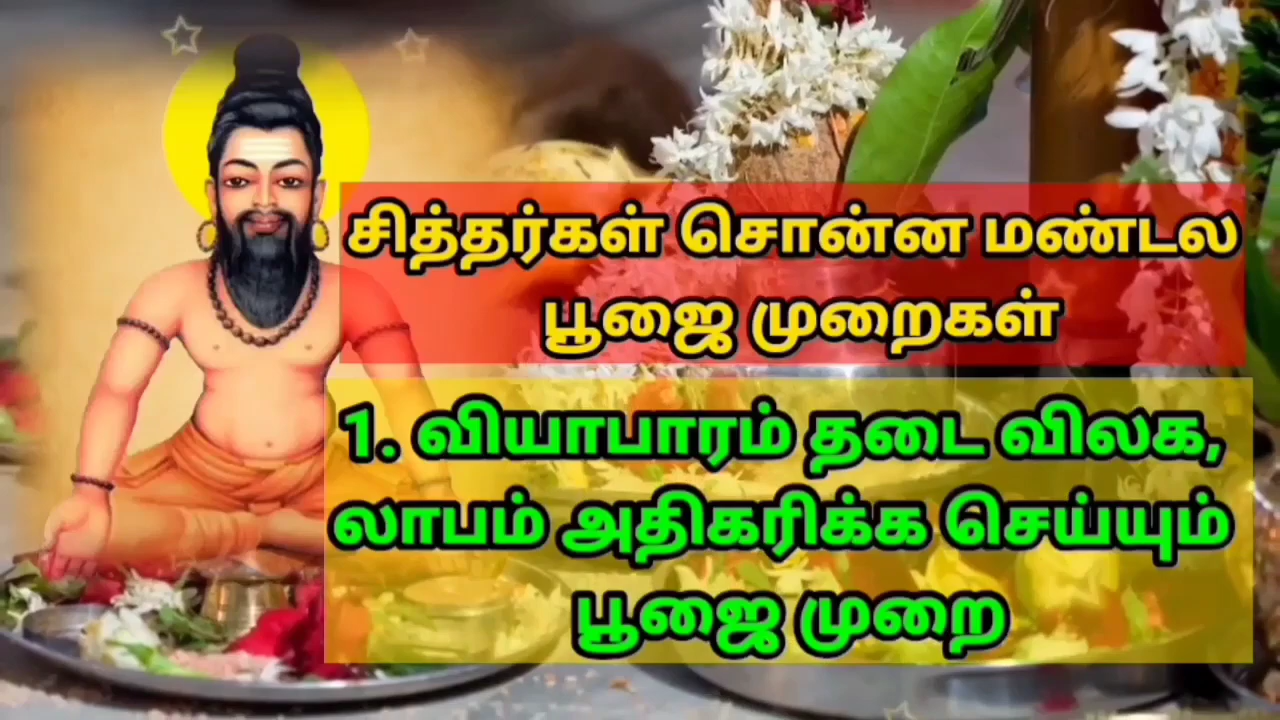 சித்தர்கள் சொன்ன மண்டல
பூஜை முறைகள்
1. வியாபாரம் தடை விலக,
லாபம் அதிகரிக்க செய்யும்
பூஜை முறை